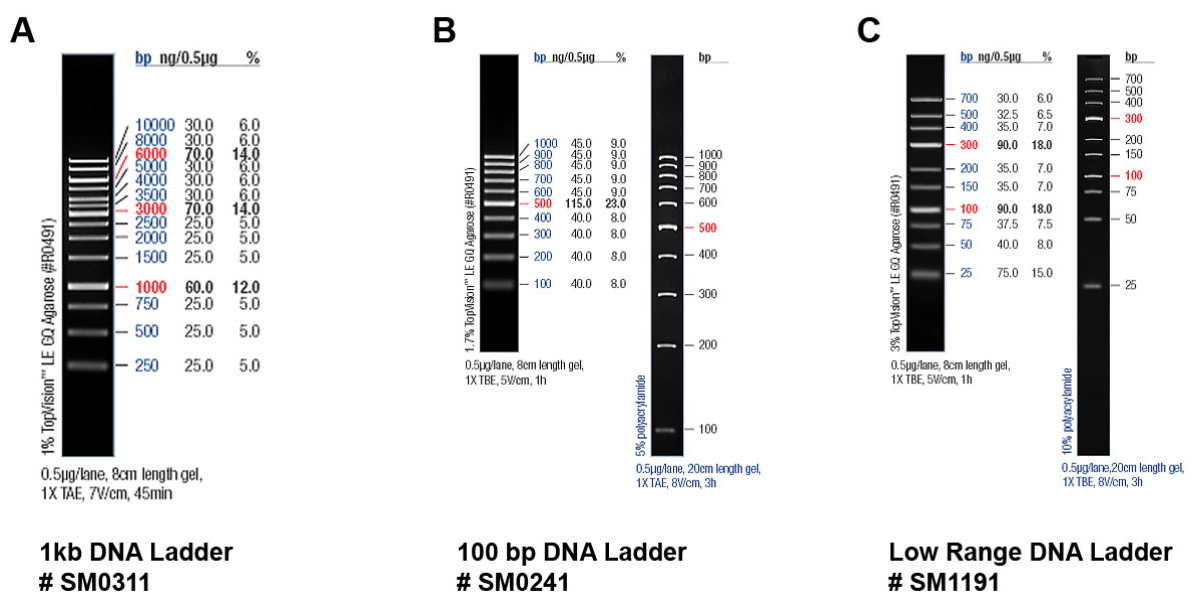 A
bp ng/0.5µg %
10000 30.0 6.0
8000 30.0 6.0
6000 70.0 14.0
5000 30.0 6.0
4000 30.0 6.0
3500 30.0 6.0
3000 70.0 14.0
2500 25.0 5.0
2000 25.0 5.0
1500 25.0 5.0
1000 60.0 12.0
750 25.0 5.0
500 25.0 5.0
250 25.0 5.0
1% TopVision™ LE GQ Agarose (#R0491)
0.5µg/lane, 8cm length gel,
1X TAE, 7V/cm, 45min
1kb DNA Ladder
# SM0311
B
bp ng/0.5µg %
1000 45.0 9.0
900 45.0 9.0
800 45.0 9.0
700 45.0 9.0
600 45.0 9.0
500 115.0 23.0
400 40.0 8.0
300 40.0 8.0
200 40.0 8.0
100 40.0 8.0
1.7% TopVision™ LE GQ Agarose (#R0491)
0.5µg/lane, 8cm length gel,
1X TBE, 5V/cm, 1h
bp
1000
900
800
700
600
500
400
300
200
100
5% polyacrylamide
0.5µg/lane, 20cm length gel,
1X TAE, 8V/cm, 3h
100 bp DNA Ladder
# SM0241
C
bp ng/0.5µg %
700 30.0 6.0
500 32.5 6.5
400 35.0 7.0
300 90.0 18.0
200 35.0 7.0
150 35.0 7.0
100 90.0 18.0
75 37.5 7.5
50 40.0 8.0
25 75.0 15.0
3% TopVision™ LE GQ Agarose (#R0491)
0.5µg/lane, 8cm length gel,
1X TBE, 5V/cm, 1h
bp
700
500
400
300
200
150
100
75
50
25
10% polyacrylamide
0.5µg/lane,20cm length gel,
1X TBE, 8V/cm, 3h
Low Range DNA Ladder
# SM1191